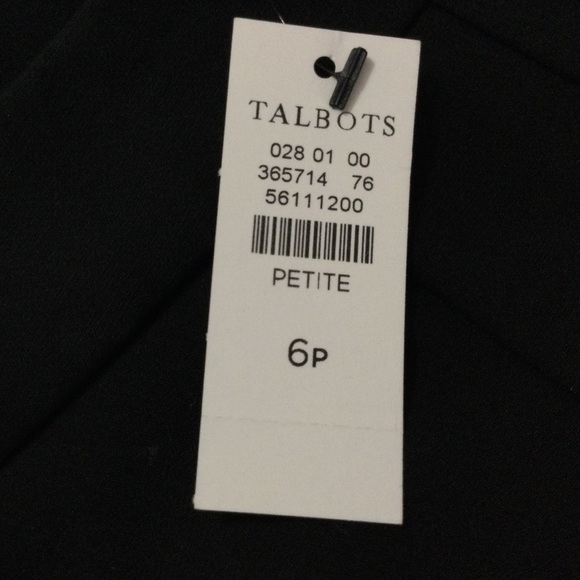 TALBOTS
028 01 00
365714 76
56111200
PETITE
6P